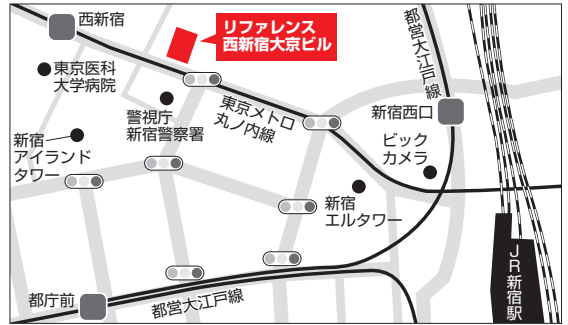 西新宿
リファレンス
西新宿大京ビル
都営大江戸線
東京医科
大学病院
警視庁
新宿警察署
東京メトロ
丸ノ内線
新宿西口
新宿
アイランド
タワー
ビック
カメラ
新宿
エルタワー
JR新宿駅
都庁前
都営大江戸線